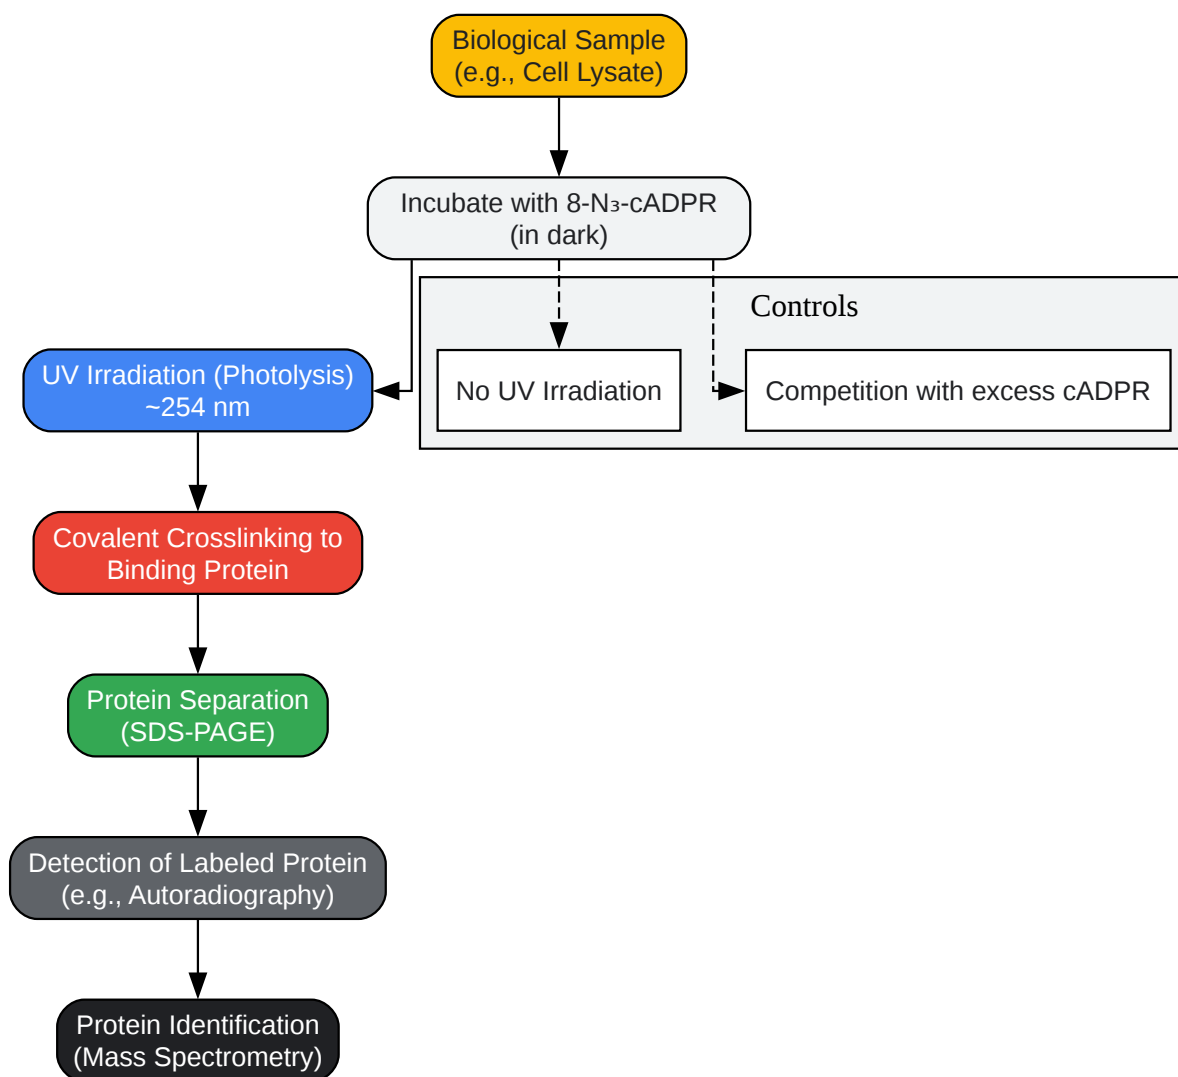 Biological Sample
(e.g., Cell Lysate)
Incubate with 8-N₃-cADPR
(in dark)
Controls
UV Irradiation (Photolysis)
~254 nm
No UV Irradiation
Competition with excess cADPR
Covalent Crosslinking to
Binding Protein
Protein Separation
(SDS-PAGE)
Detection of Labeled Protein
(e.g., Autoradiography)
Protein Identification
(Mass Spectrometry)